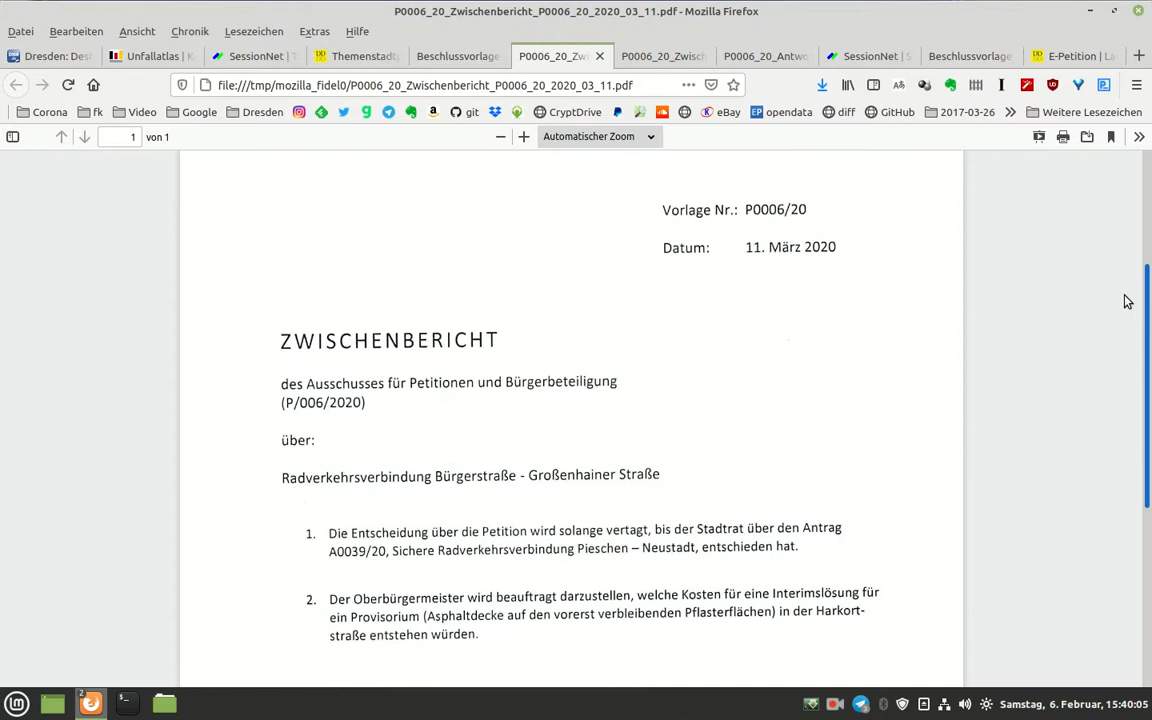 P0006_20_Zwischenbericht_P0006_20_2020_03_11.pdf - Mozilla Firefox
Datei Bearbeiten Ansicht Chronik Lesezeichen Extras Hilfe
Dresden: Des Unfallatlas | K SessionNet | T Themenstadt Beschlussvorlage P0006_20_Zwi P0006_20_Zwisch P0006_20_Antwo SessionNet | K Beschlussvorlage E-Petition | La
file:///tmp/mozilla_fidel0/P0006_20_Zwischenbericht_P0006_20_2020_03_11.pdf
Corona fk Video Google Dresden git CryptDrive eBay opendata diff GitHub 2017-03-26 Weitere Lesezeichen
1 von 1 Automatischer Zoom
Vorlage Nr.: P0006/20
Datum: 11. März 2020
ZWISCHENBERICHT
des Ausschusses für Petitionen und Bürgerbeteiligung
(P/006/2020)
über:
Radverkehrsverbindung Bürgerstraße - Großenhainer Straße
1. Die Entscheidung über die Petition wird solange vertagt, bis der Stadtrat über den Antrag
A0039/20, Sichere Radverkehrsverbindung Pieschen – Neustadt, entschieden hat.
2. Der Oberbürgermeister wird beauftragt darzustellen, welche Kosten für eine Interimslösung für
ein Provisorium (Asphaltdecke auf den vorerst verbleibenden Pflasterflächen) in der Harkort-
straße entstehen würden.
2
Samstag, 6. Februar, 15:40:05